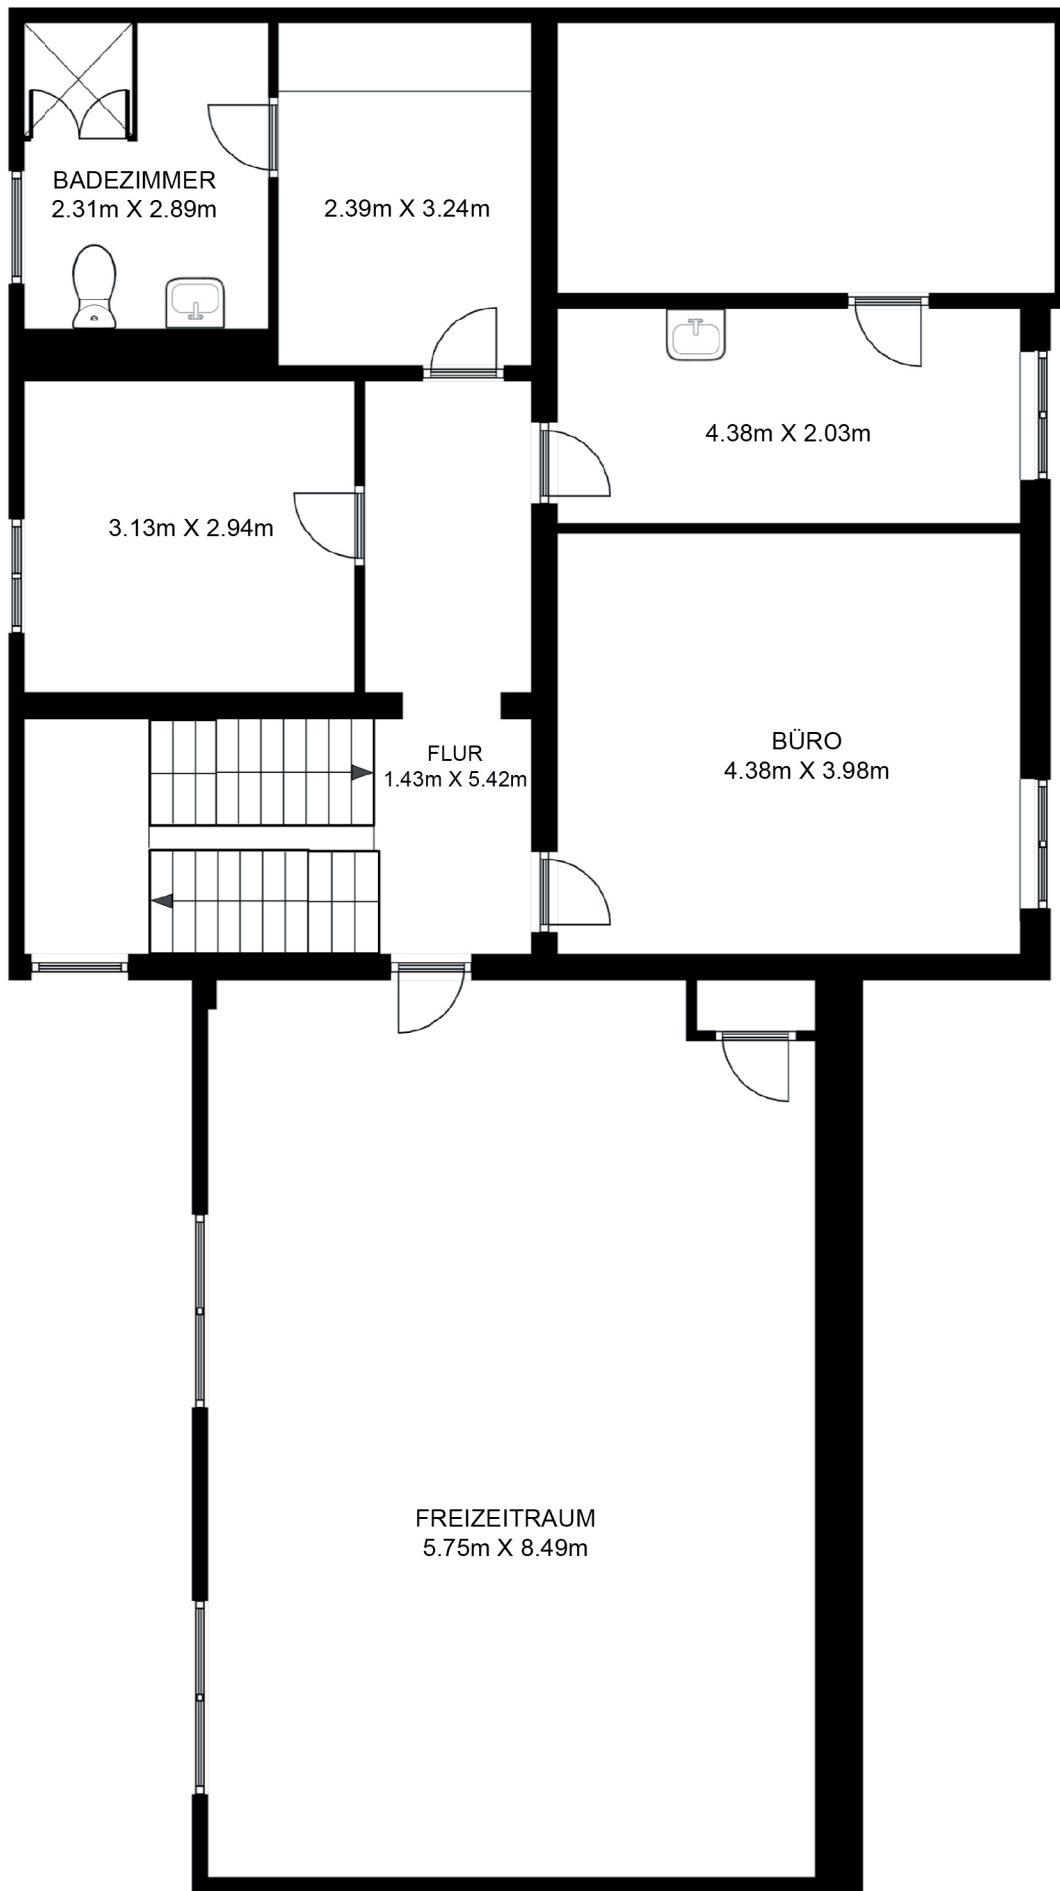 BADEZIMMER
2.31m X 2.89m
2.39m X 3.24m
4.38m X 2.03m
3.13m X 2.94m
FLUR
1.43m X 5.42m
BÜRO
4.38m X 3.98m
FREIZEITRAUM
5.75m X 8.49m